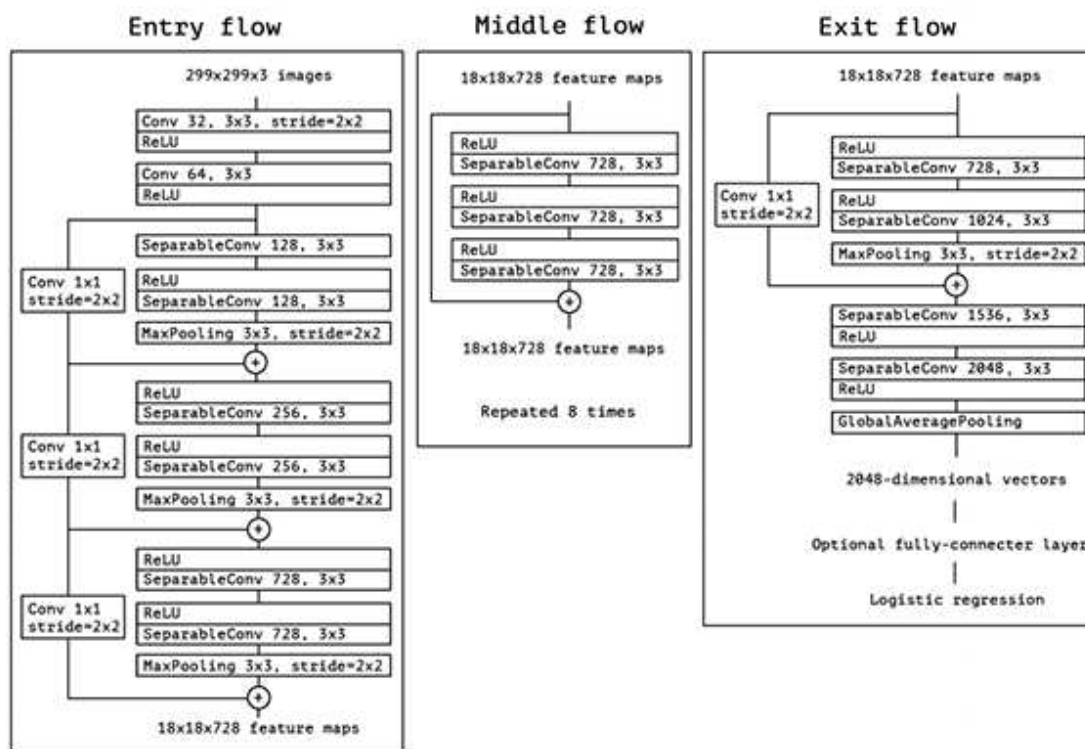 Entry flow
299x299x3 images
Conv 32, 3x3, stride=2x2
ReLU
Conv 64, 3x3
ReLU
SeparableConv 128, 3x3
Conv 1x1
stride=2x2
ReLU
SeparableConv 128, 3x3
MaxPooling 3x3, stride=2x2
+
ReLU
SeparableConv 256, 3x3
Conv 1x1
stride=2x2
ReLU
SeparableConv 256, 3x3
MaxPooling 3x3, stride=2x2
+
ReLU
SeparableConv 728, 3x3
Conv 1x1
stride=2x2
ReLU
SeparableConv 728, 3x3
MaxPooling 3x3, stride=2x2
+
18x18x728 feature maps
Middle flow
18x18x728 feature maps
ReLU
SeparableConv 728, 3x3
ReLU
SeparableConv 728, 3x3
ReLU
SeparableConv 728, 3x3
+
18x18x728 feature maps
Repeated 8 times
Exit flow
18x18x728 feature maps
ReLU
SeparableConv 728, 3x3
Conv 1x1
stride=2x2
ReLU
SeparableConv 1024, 3x3
MaxPooling 3x3, stride=2x2
+
SeparableConv 1536, 3x3
ReLU
SeparableConv 2048, 3x3
ReLU
GlobalAveragePooling
2048-dimensional vectors
Optional fully-connecter layer
Logistic regression